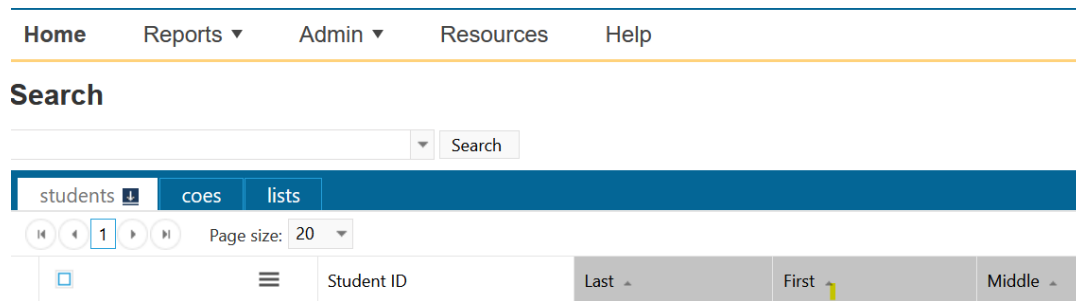 Home Reports Admin Resources Help
Search
Search
students coes lists
1 Page size: 20
Student ID Last First Middle